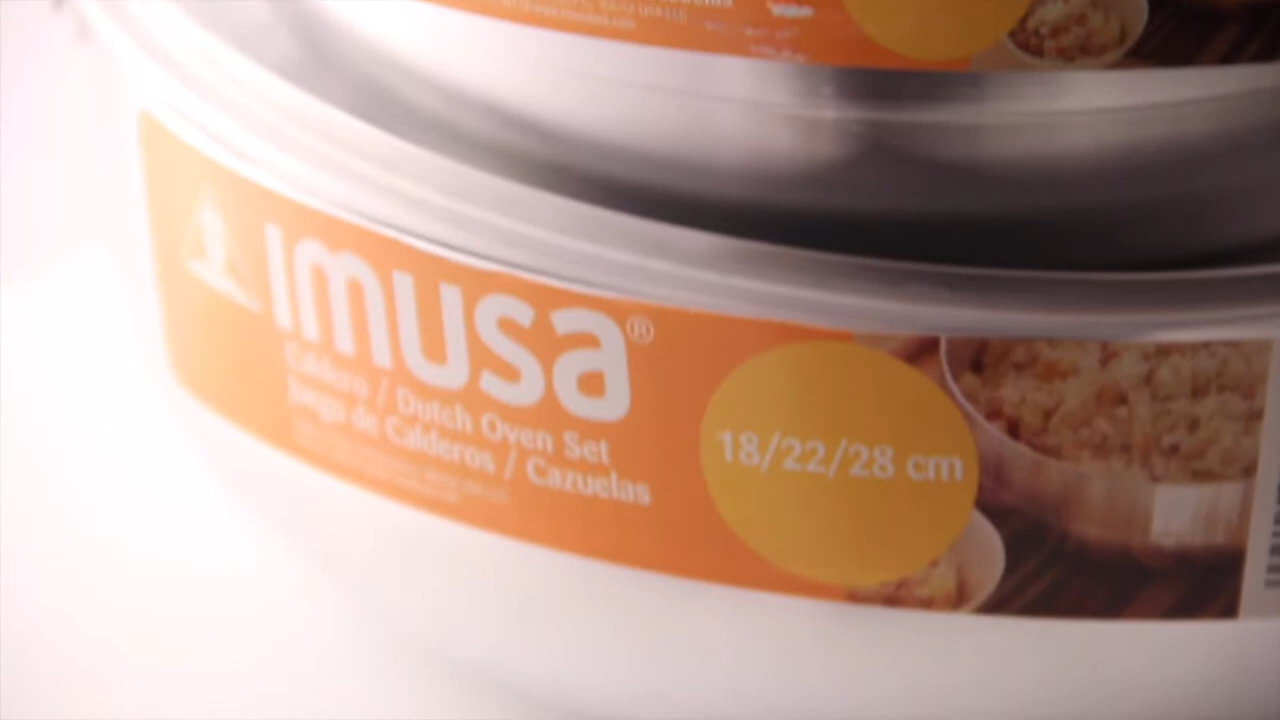 imusa®
Caldero / Dutch Oven Set
Juego de Calderos / Cazuelas
18/22/28 cm